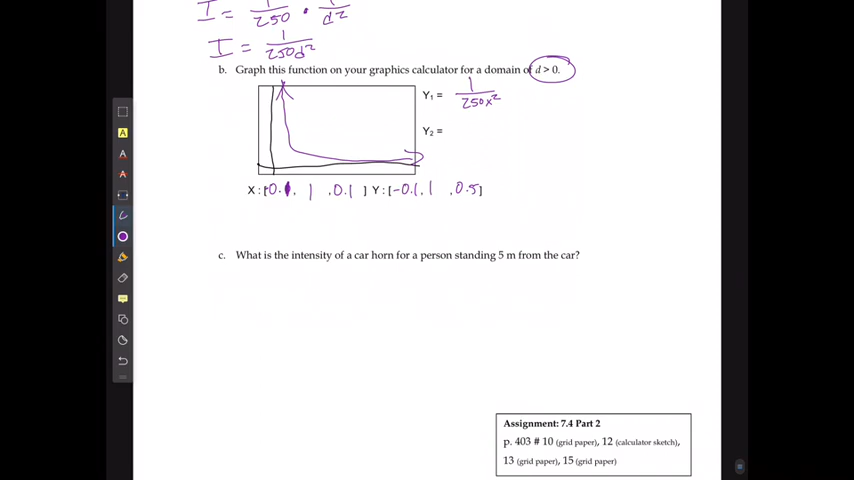 I = 1/250 · 1/d²
I = 1/250d²
b. Graph this function on your graphics calculator for a domain of d > 0.
Y₁ = 1/250x²
Y₂ =
X : [-0.1, 1 , 0.1 ] Y : [-0.1, 1 , 0.5]
c. What is the intensity of a car horn for a person standing 5 m from the car?
Assignment: 7.4 Part 2
p. 403 # 10 (grid paper), 12 (calculator sketch),
13 (grid paper), 15 (grid paper)